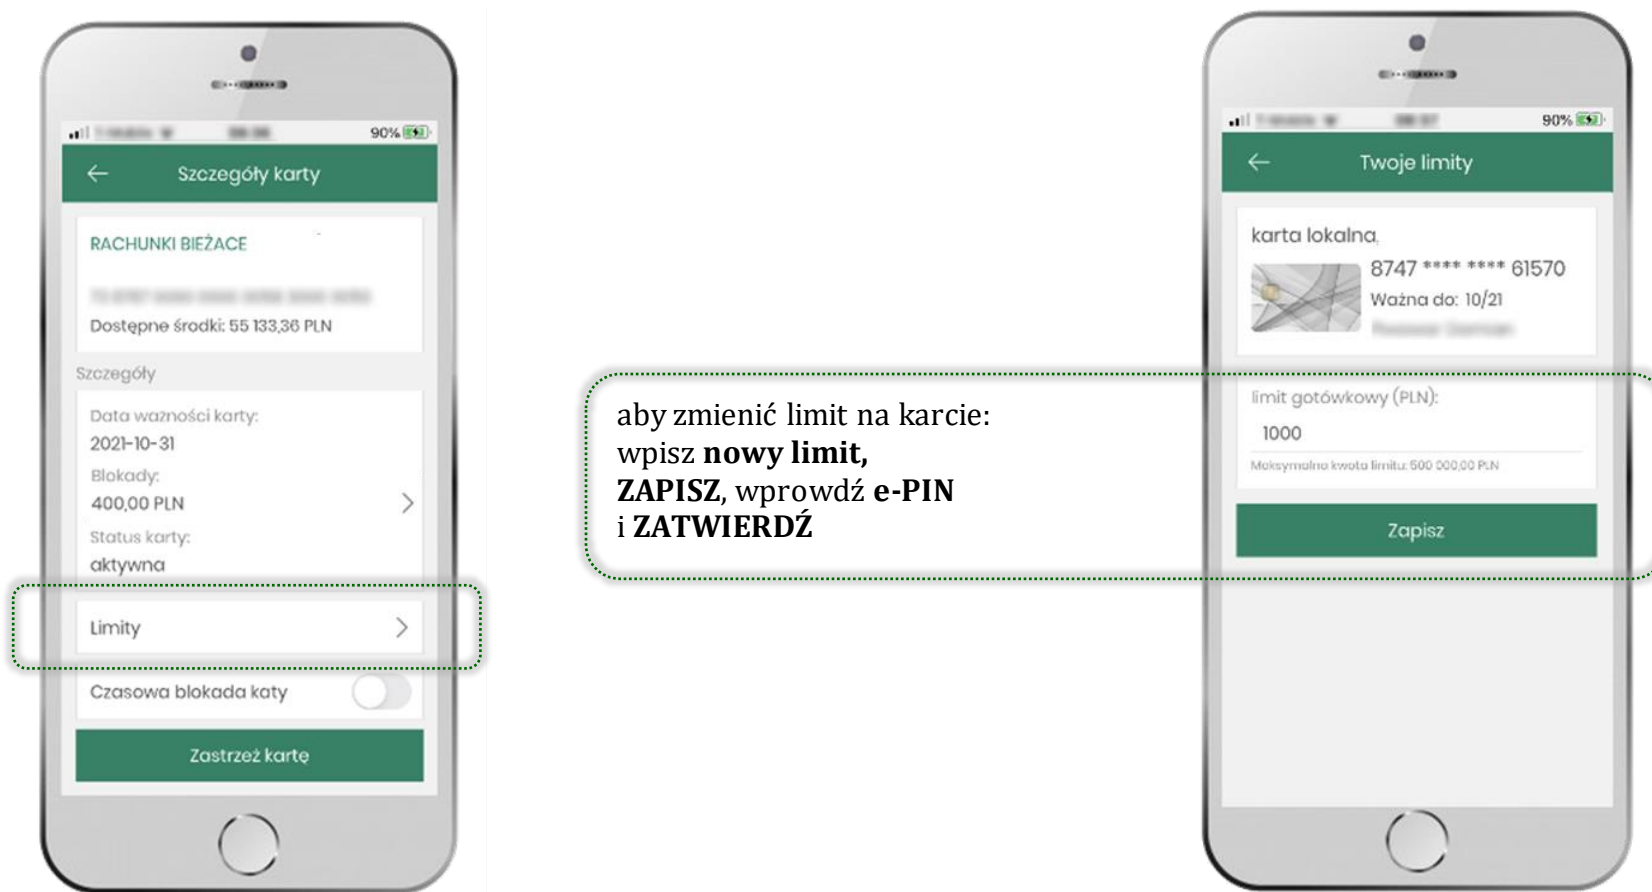 90%
Szczegóły karty
RACHUNKI BIEŻACE
Dostępne środki: 55 133,36 PLN
Szczegóły
Data ważności karty:
2021-10-31
Blokady:
400,00 PLN
Status karty:
aktywna
Limity
Czasowa blokada katy
Zastrzeż kartę
aby zmienić limit na karcie:
wpisz nowy limit,
ZAPISZ, wprowdź e-PIN
i ZATWIERDŹ
90%
Twoje limity
karta lokalna,
8747 **** **** 61570
Ważna do: 10/21
limit gotówkowy (PLN):
1000
Maksymalna kwota limitu: 500 000,00 PLN
Zapisz